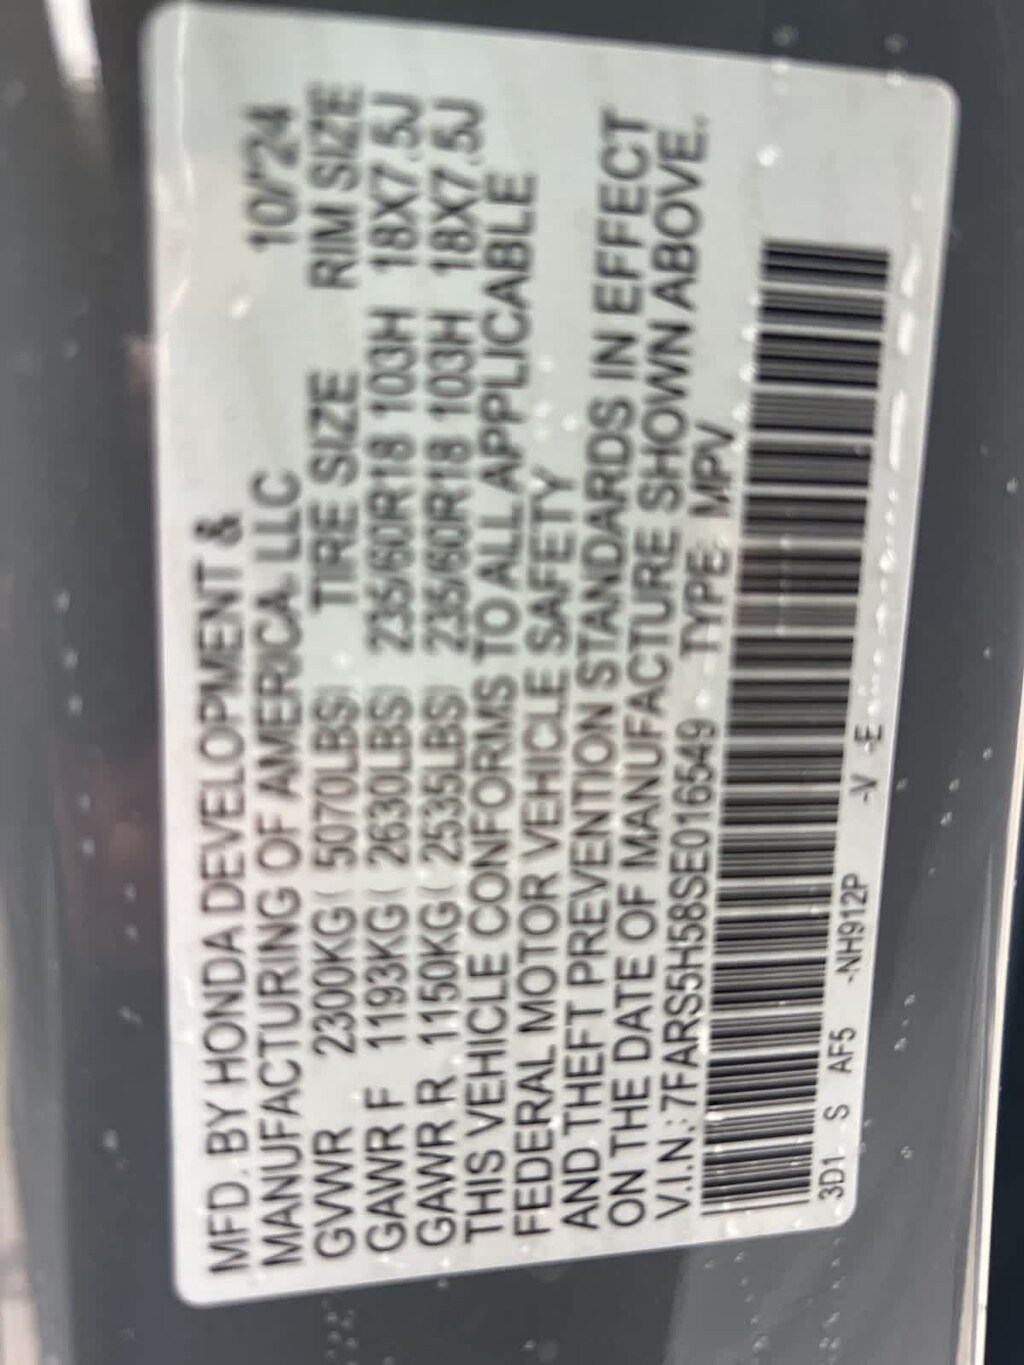 MFD. BY HONDA DEVELOPMENT &
MANUFACTURING OF AMERICA, LLC 10/'24
GVWR 2300KG( 5070LBS) TIRE SIZE RIM SIZE
GAWR F 1193KG( 2630LBS) 235/60R18 103H 18X7.5J
GAWR R 1150KG( 2535LBS) 235/60R18 103H 18X7.5J
THIS VEHICLE CONFORMS TO ALL APPLICABLE
FEDERAL MOTOR VEHICLE SAFETY
AND THEFT PREVENTION STANDARDS IN EFFECT
ON THE DATE OF MANUFACTURE SHOWN ABOVE.
V.I.N.: 7FARS5H58SE016549 TYPE: MPV
3D1 S AF5 -NH912P -V -E